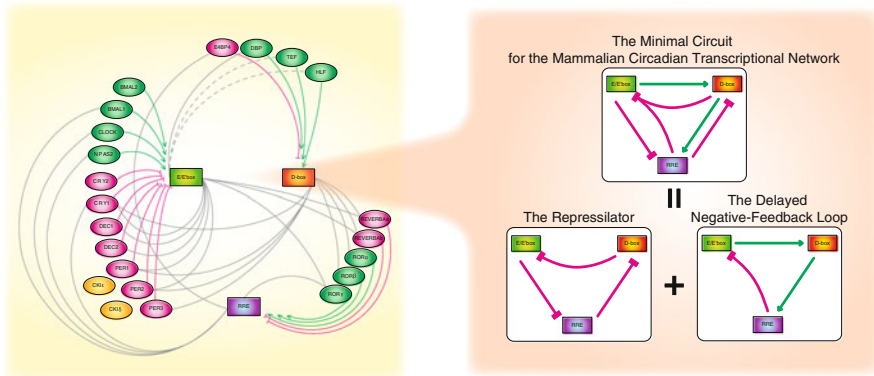 E4BP4
DBP
TEF
HLF
BMAL2
BMAL1
CLOCK
NPAS2
CRY2
CRY1
DEC1
DEC2
PER1
CKIε
PER2
CKIδ
PER3
E/E'box
D-box
REVERBAα
REVERBAβ
RORα
RORβ
RORγ
RRE
The Minimal Circuit
for the Mammalian Circadian Transcriptional Network
E/E'box
D-box
RRE
=
The Repressilator
E/E'box
D-box
RRE
+
The Delayed
Negative-Feedback Loop
E/E'box
D-box
RRE